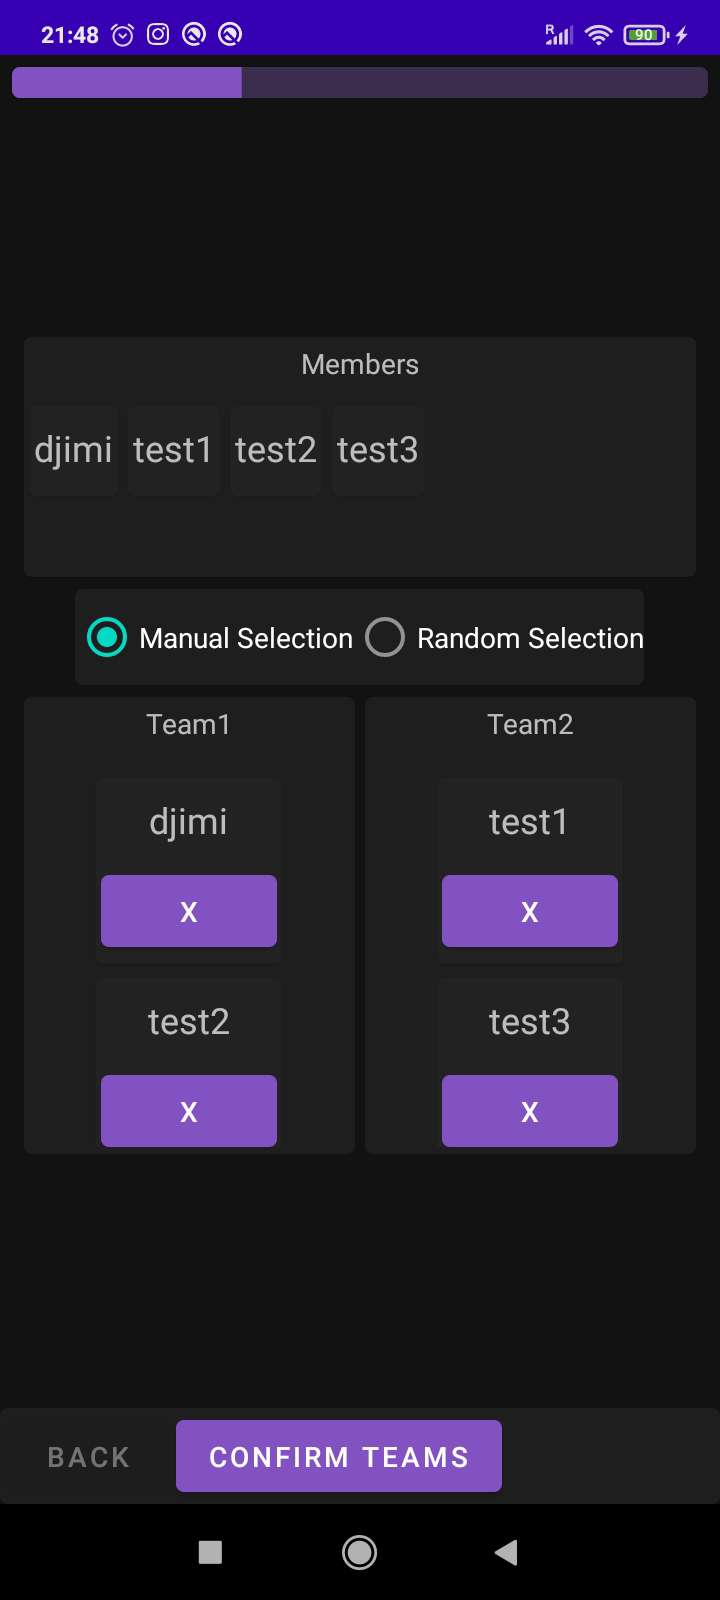 21:48 R 90
Members
djimi test1 test2 test3
Manual Selection Random Selection
Team1 Team2
djimi test1
X X
test2 test3
X X
BACK CONFIRM TEAMS